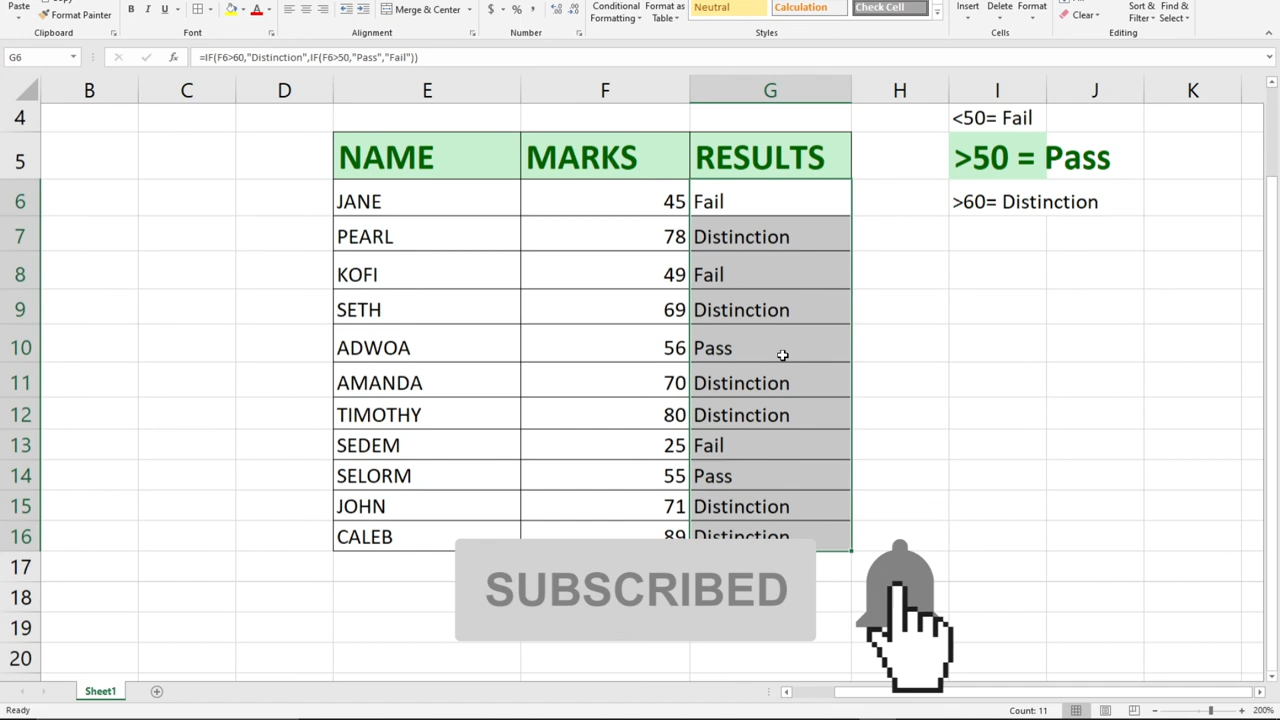 Paste
Format Painter
Clipboard
B I U
Font
Merge & Center
Alignment
$ % ,
Number
Conditional
Formatting
Format as
Table
Neutral
Calculation
Check Cell
Styles
Insert
Delete
Format
Cells
Clear
Sort &
Filter
Find &
Select
Editing
G6
fx
=IF(F6>60,"Distinction",IF(F6>50,"Pass","Fail"))
B C D E F G H I J K
4 <50= Fail
5 NAME MARKS RESULTS >50 = Pass
6 JANE 45 Fail >60= Distinction
7 PEARL 78 Distinction
8 KOFI 49 Fail
9 SETH 69 Distinction
10 ADWOA 56 Pass
11 AMANDA 70 Distinction
12 TIMOTHY 80 Distinction
13 SEDEM 25 Fail
14 SELORM 55 Pass
15 JOHN 71 Distinction
16 CALEB 89 Distinction
17
18
19
20
SUBSCRIBED
Sheet1
Ready
Count: 11
200%